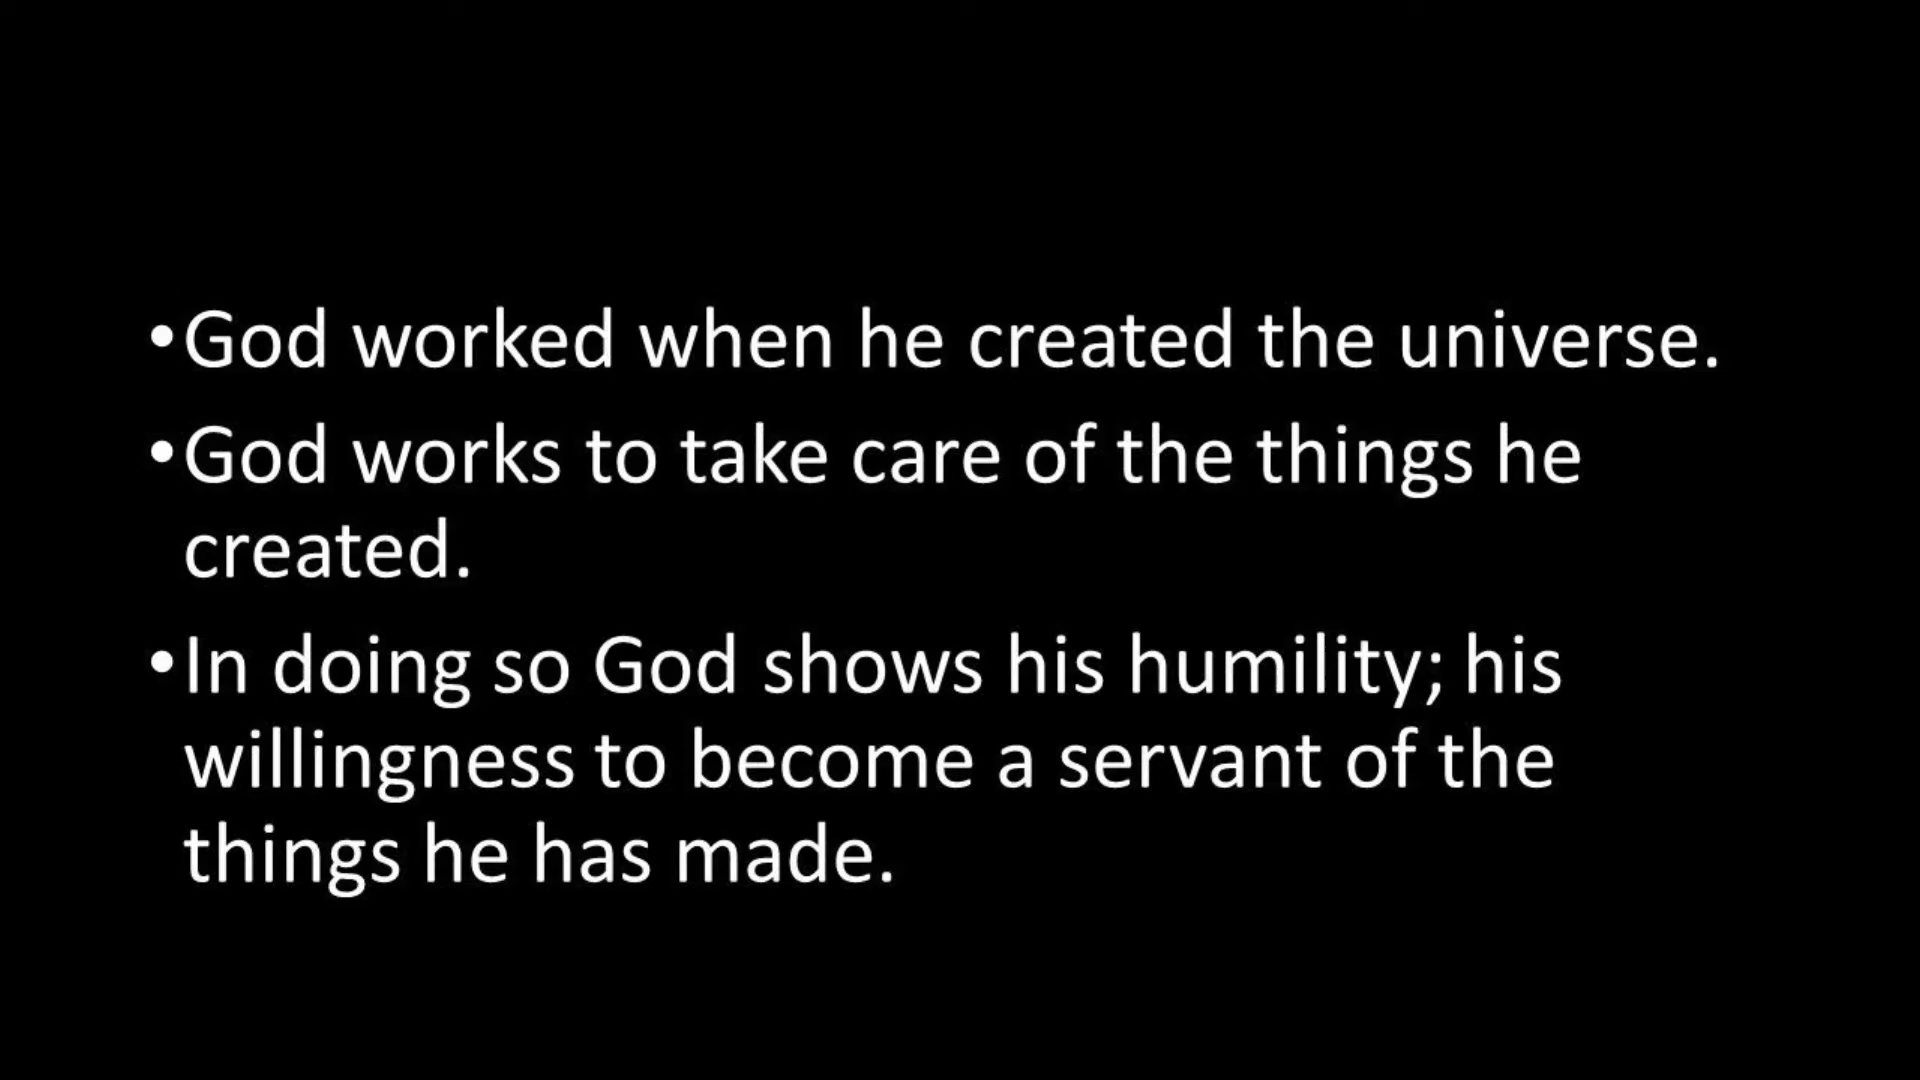 •God worked when he created the universe.
•God works to take care of the things he
created.
•In doing so God shows his humility; his
willingness to become a servant of the
things he has made.